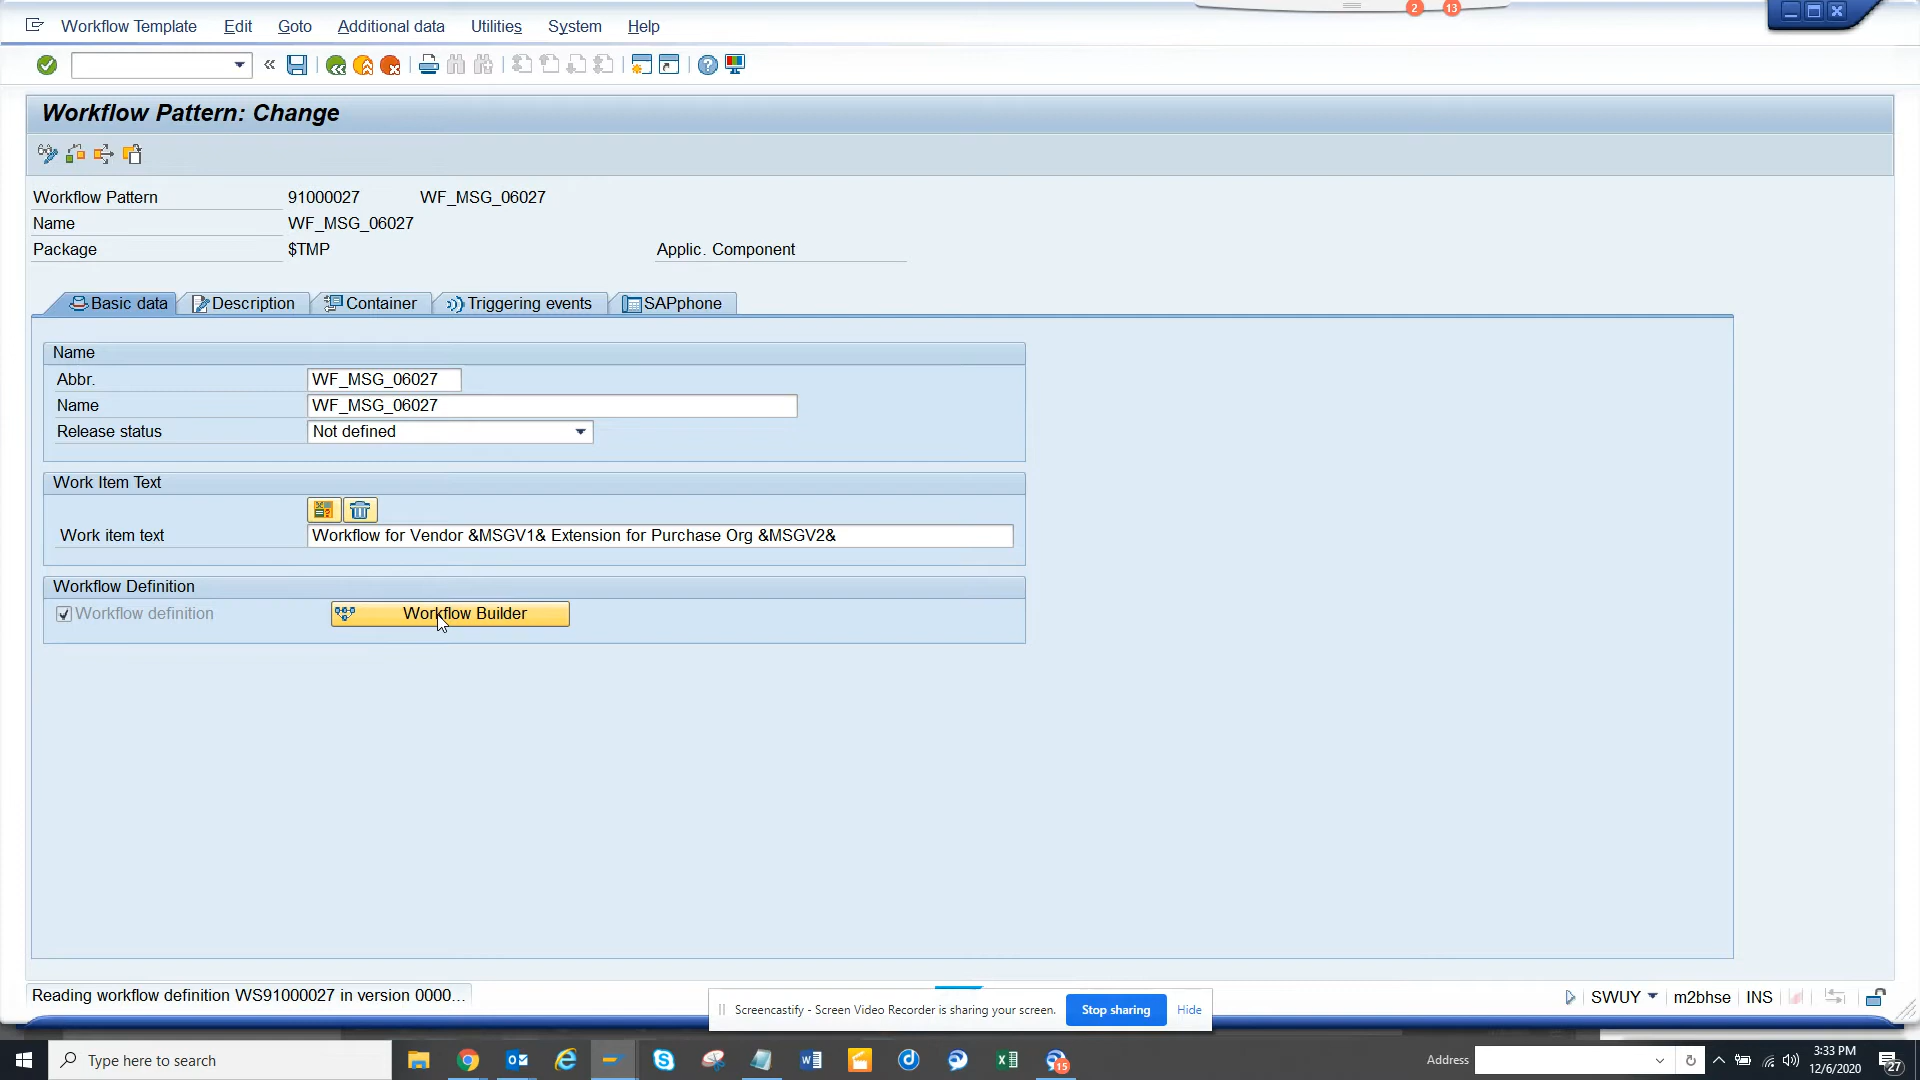 Workflow Template Edit Goto Additional data Utilities System Help
2 13
Workflow Pattern: Change
Workflow Pattern 91000027 WF_MSG_06027
Name WF_MSG_06027
Package $TMP Applic. Component
Basic data Description Container Triggering events SAPphone
Name
Abbr. WF_MSG_06027
Name WF_MSG_06027
Release status Not defined
Work Item Text
Work item text Workflow for Vendor &MSGV1& Extension for Purchase Org &MSGV2&
Workflow Definition
Workflow definition Workflow Builder
Reading workflow definition WS91000027 in version 0000...
SWUY m2bhse INS
Screencastify - Screen Video Recorder is sharing your screen. Stop sharing Hide
Type here to search
15
Address
3:33 PM
12/6/2020
27